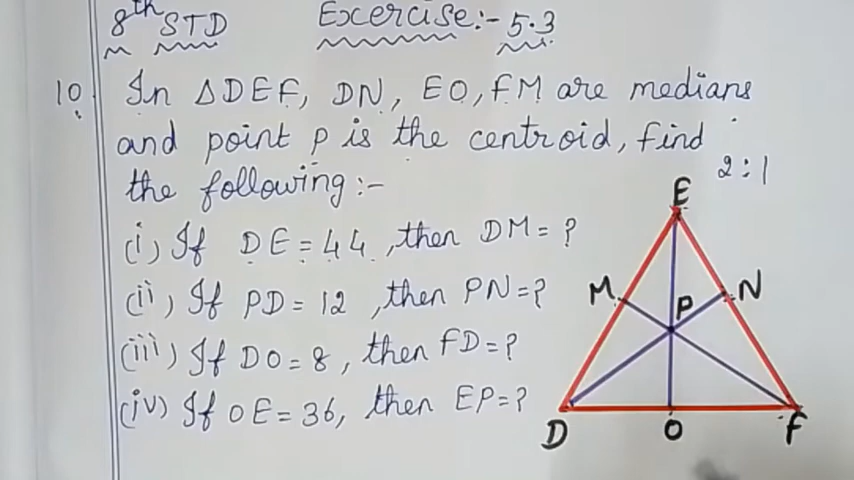 8th STD Exercise:- 5.3
10. In ΔDEF, DN, EO, FM are medians
and point P is the centroid, find
the following:-
2:1
(i) If DE = 44, then DM = ?
(ii) If PD = 12, then PN = ?
(iii) If DO = 8, then FD = ?
(iv) If OE = 36, then EP = ?
E
M
N
P
D
O
F